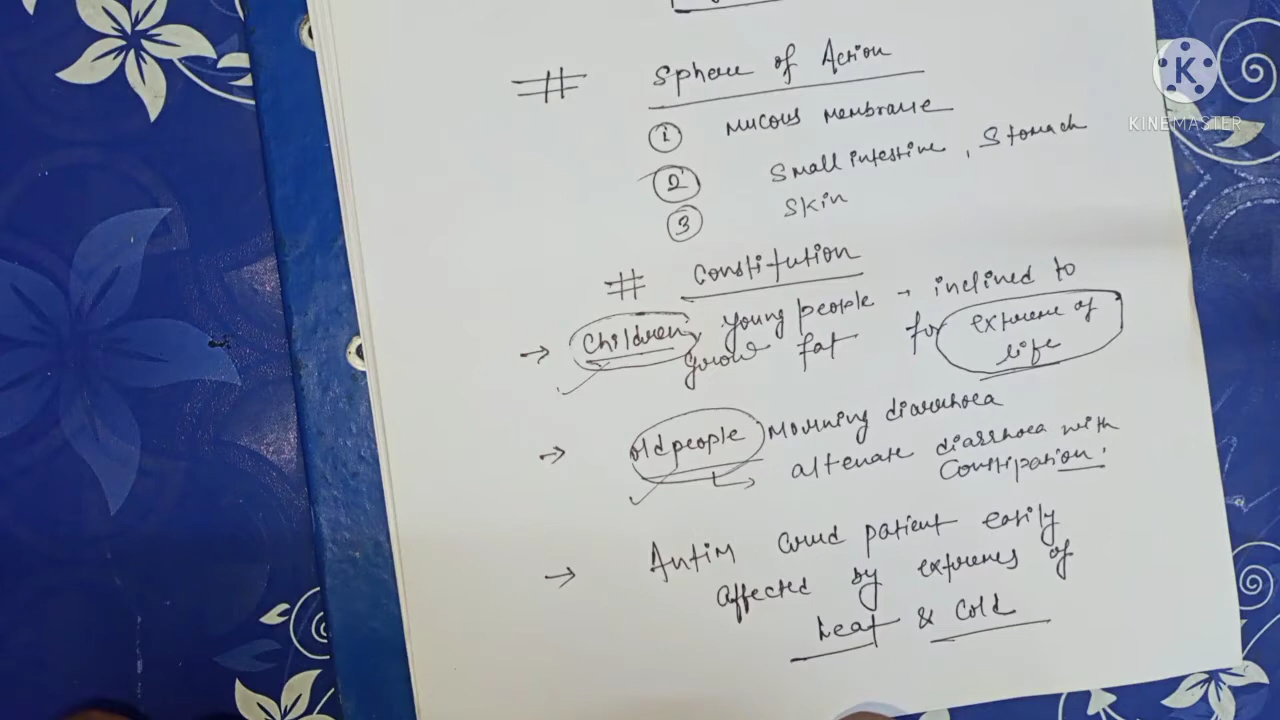 # Sphere of Action
① Mucous Membrane
② Small intestine, Stomach
③ Skin
# Constitution
→ Children, young people - inclined to
grow fat for extreme of
life
→ old people Morning diarrhoea
↳ altenate diarrhoea with
Constipation.
→ Antim crud patient easily
affected by extremes of
heat & Cold
K
KINEMASTER